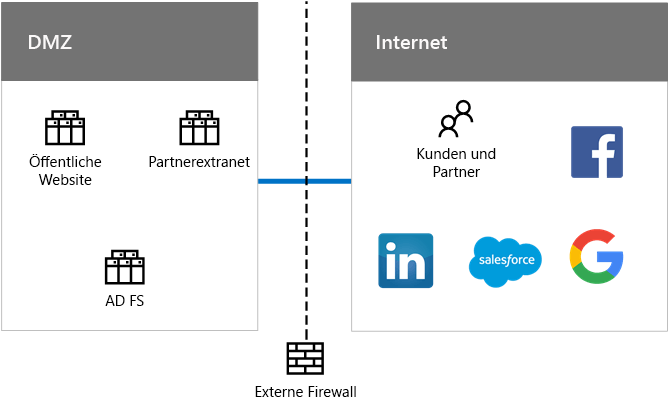 DMZ
Öffentliche
Website
Partnerextranet
AD FS
Externe Firewall
Internet
Kunden und
Partner
f
in
salesforce
G